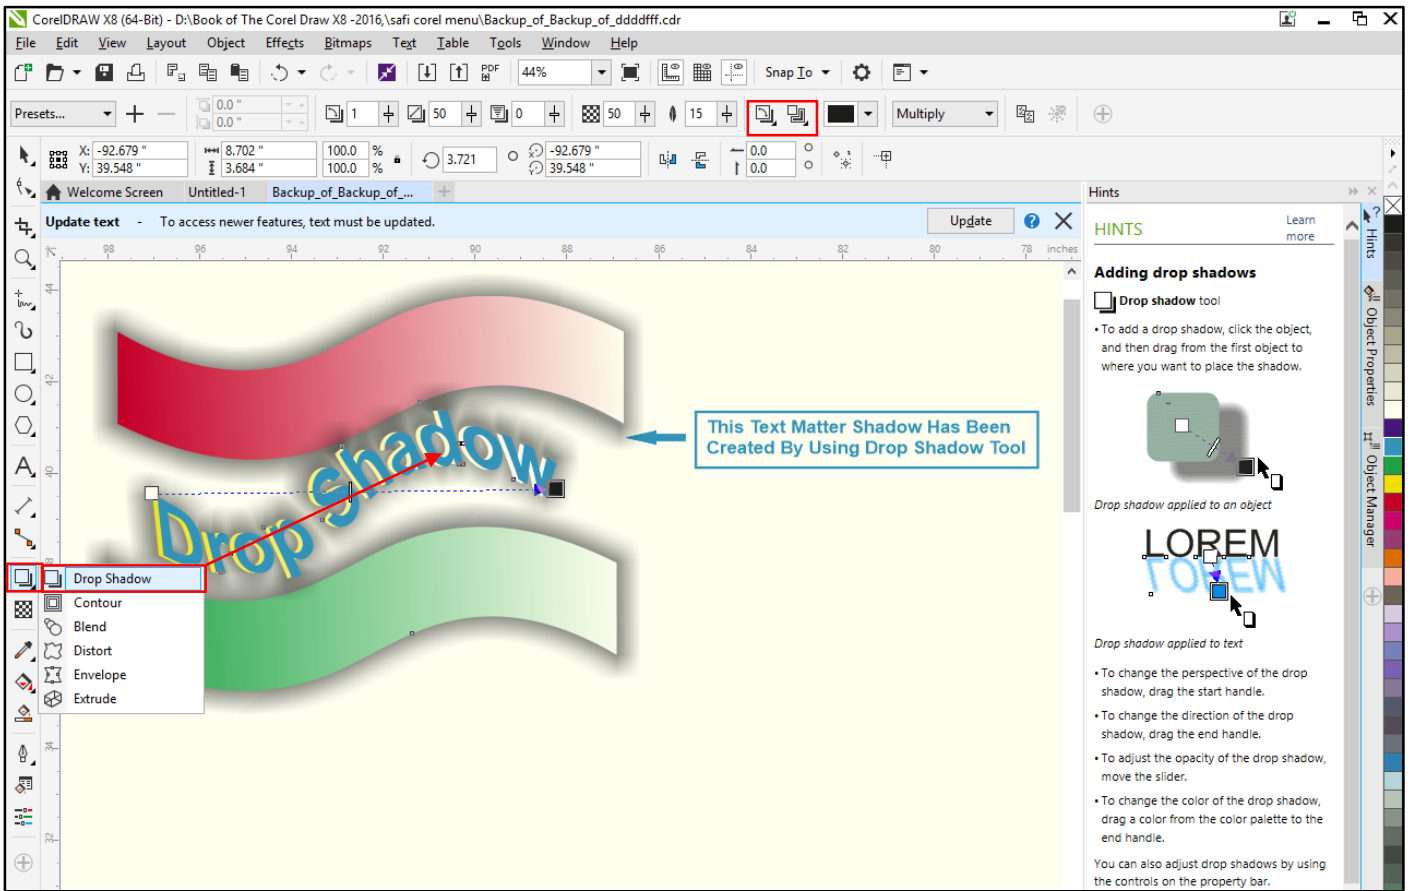 CorelDRAW X8 (64-Bit) - D:\Book of The Corel Draw X8 -2016,\safi corel menu\Backup_of_Backup_of_ddddfff.cdr
File Edit View Layout Object Effects Bitmaps Text Table Tools Window Help
PDF 44% Snap To
Presets... 0.0 " 0.0 " 1 50 0 50 15 Multiply
X: -92.679 " 8.702 " 100.0 % 3.721 -92.679 " 0.0
Y: 39.548 " 3.684 " 100.0 % 39.548 " 0.0
Welcome Screen Untitled-1 Backup_of_Backup_of_...
Update text - To access newer features, text must be updated. Update
98 96 94 92 90 88 86 84 82 80 78 inches
44
42
40
38
34
32
Drop Shadow
This Text Matter Shadow Has Been
Created By Using Drop Shadow Tool
Drop Shadow
Contour
Blend
Distort
Envelope
Extrude
Hints
HINTS
Learn
more
Adding drop shadows
Drop shadow tool
• To add a drop shadow, click the object,
and then drag from the first object to
where you want to place the shadow.
Drop shadow applied to an object
LOREM
LOREM
Drop shadow applied to text
• To change the perspective of the drop
shadow, drag the start handle.
• To change the direction of the drop
shadow, drag the end handle.
• To adjust the opacity of the drop shadow,
move the slider.
• To change the color of the drop shadow,
drag a color from the color palette to the
end handle.
You can also adjust drop shadows by using
the controls on the property bar.
Hints
Object Properties
Object Manager